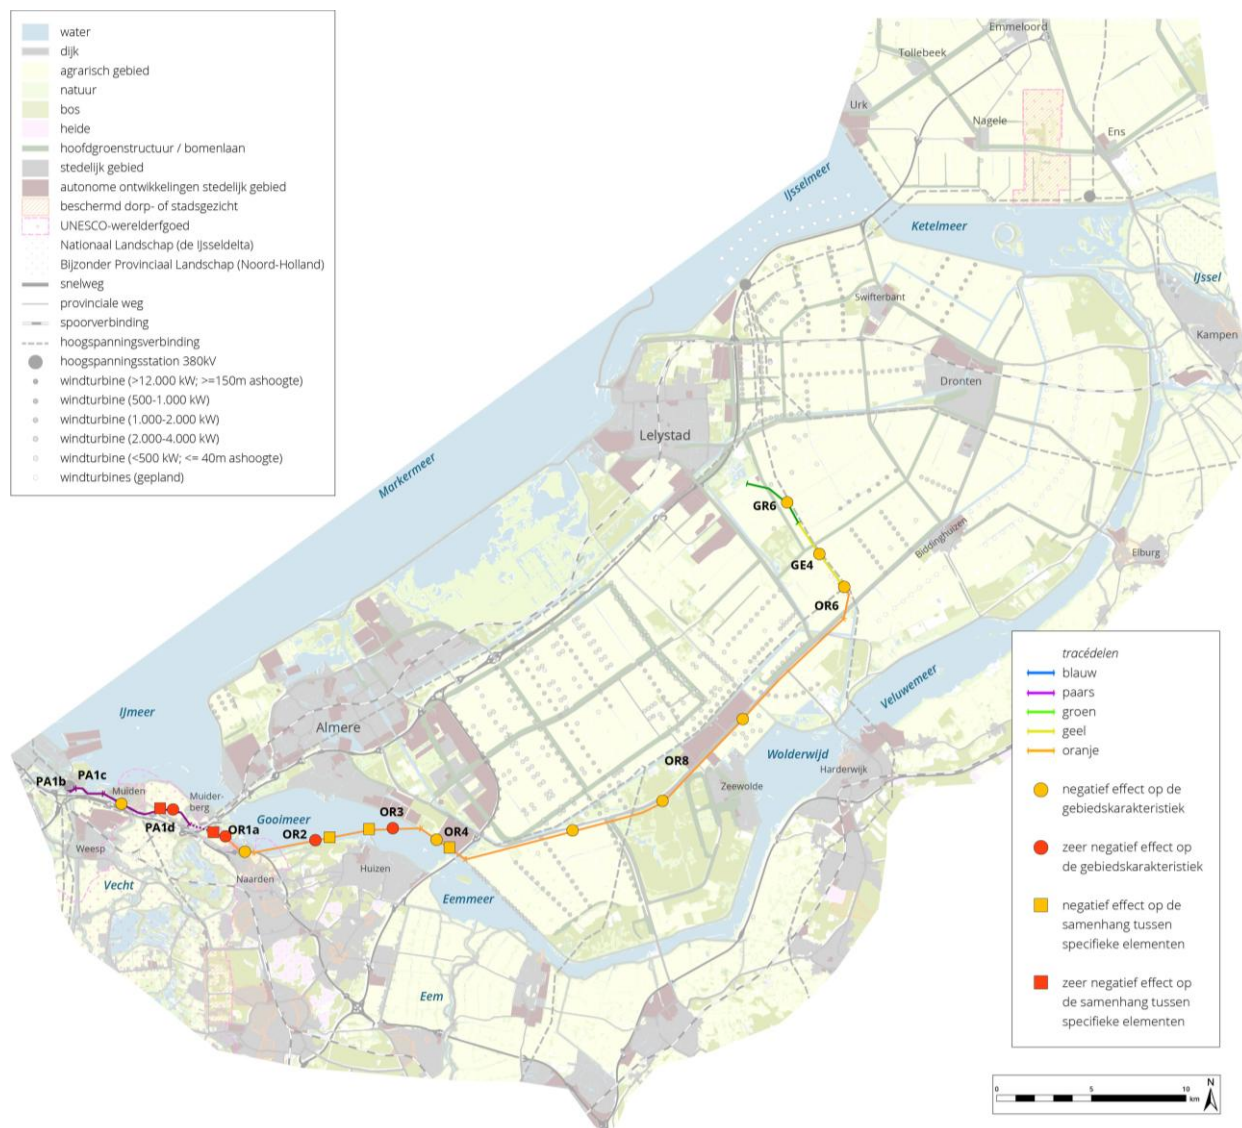 water
dijk
agrarisch gebied
natuur
bos
heide
hoofdgroenstructuur / bomenlaan
stedelijk gebied
autonome ontwikkelingen stedelijk gebied
beschermd dorp- of stadsgezicht
UNESCO-werelderfgoed
Nationaal Landschap (de IJsseldelta)
Bijzonder Provinciaal Landschap (Noord-Holland)
snelweg
provinciale weg
spoorverbinding
hoogspanningsverbinding
hoogspanningsstation 380kV
windturbine (>12.000 kW; >=150m ashoogte)
windturbine (500-1.000 kW)
windturbine (1.000-2.000 kW)
windturbine (2.000-4.000 kW)
windturbine (<500 kW; <= 40m ashoogte)
windturbines (gepland)
Emmeloord
Tollebeek
Urk
Nagele
Ens
IJsselmeer
Ketelmeer
IJssel
Swifterbant
Kampen
Dronten
Lelystad
Markermeer
GR6
Biddinghuizen
Elburg
GE4
OR6
Veluwemeer
IJmeer
Almere
Wolderwijd
OR8
Harderwijk
Zeewolde
PA1b
PA1c
Muiden
Muider-
berg
PA1d
OR1a
Gooimeer
OR2
OR3
OR4
Weesp
Naarden
Huizen
Vecht
Eemmeer
Eem
tracédelen
blauw
paars
groen
geel
oranje
negatief effect op de
gebiedskarakteristiek
zeer negatief effect op
de gebiedskarakteristiek
negatief effect op de
samenhang tussen
specifieke elementen
zeer negatief effect op
de samenhang tussen
specifieke elementen
0 5 10
km
N